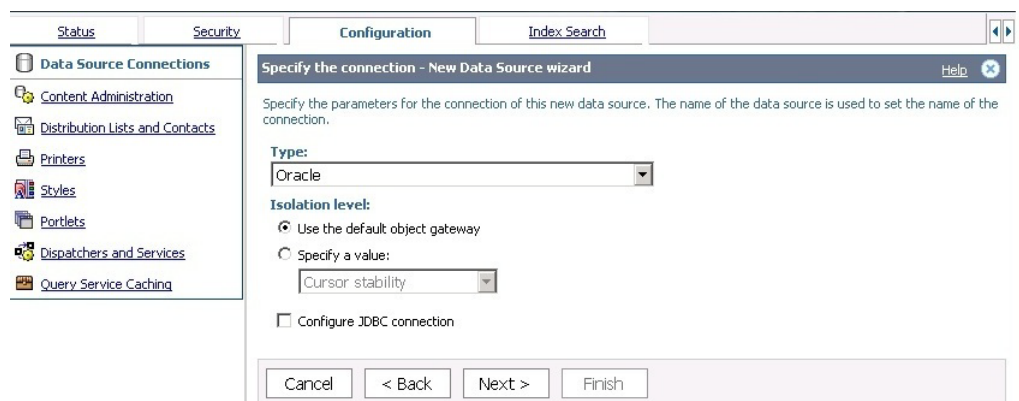 Status
Security
Configuration
Index Search
Data Source Connections
Content Administration
Distribution Lists and Contacts
Printers
Styles
Portlets
Dispatchers and Services
Query Service Caching
Specify the connection - New Data Source wizard
Help
Specify the parameters for the connection of this new data source. The name of the data source is used to set the name of the
connection.
Type:
Oracle
Isolation level:
Use the default object gateway
Specify a value:
Cursor stability
Configure JDBC connection
Cancel
< Back
Next >
Finish